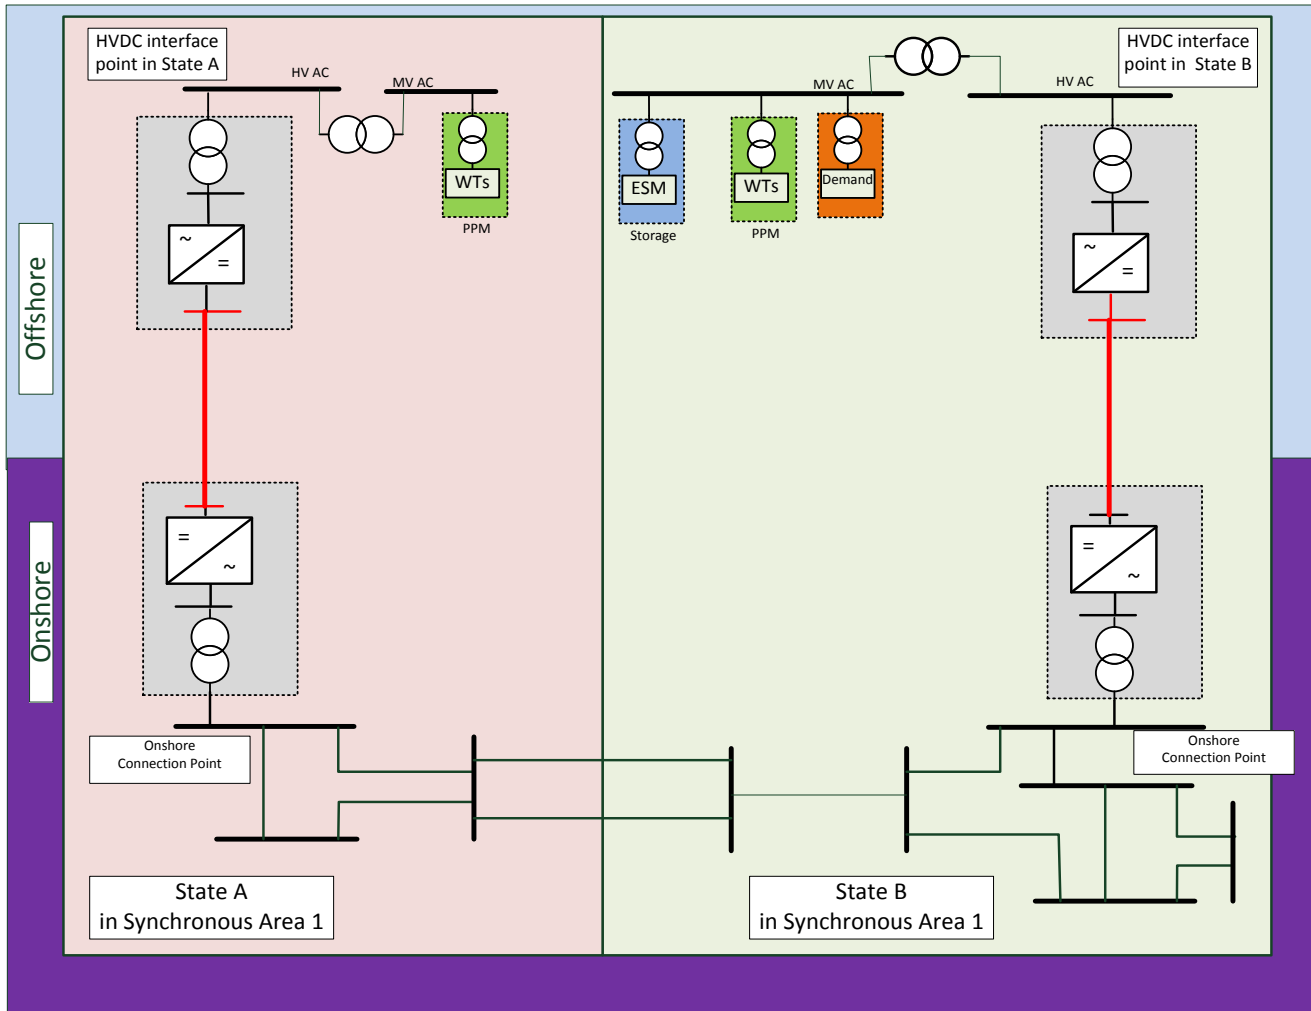 HVDC interface
point in State A
HV AC
MV AC
WTs
PPM
~
=
MV AC
HV AC
HVDC interface
point in  State B
ESM
Storage
WTs
PPM
Demand
~
=
Offshore
Onshore
=
~
=
~
Onshore
Connection Point
Onshore
Connection Point
State A
in Synchronous Area 1
State B
in Synchronous Area 1